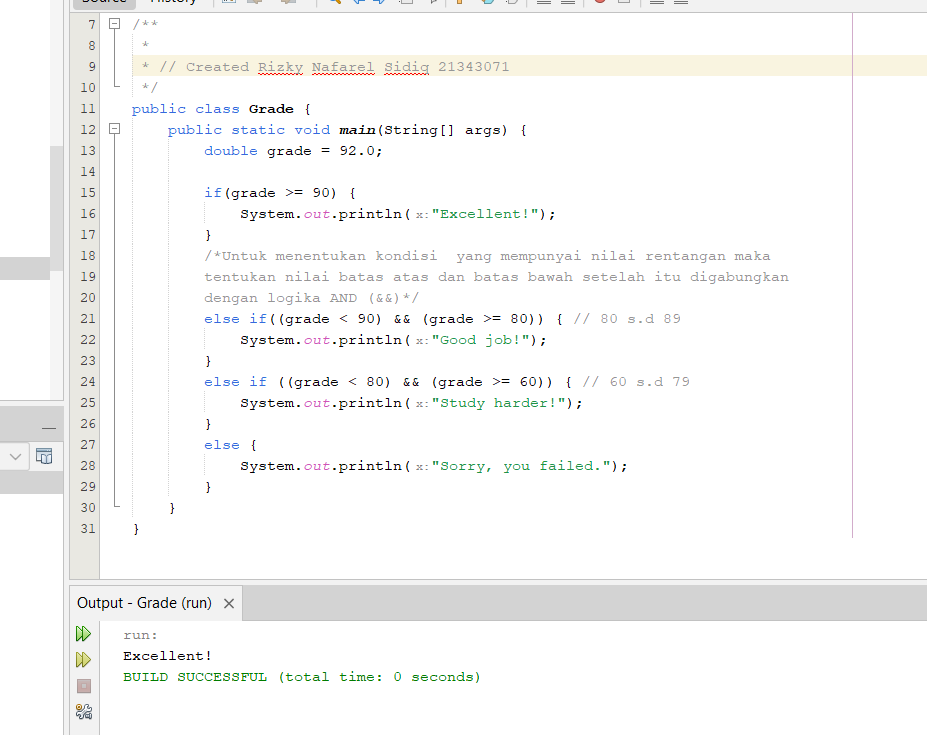 Source History
7 /**
8 *
9 * // Created Rizky Nafarel Sidiq 21343071
10 */
11 public class Grade {
12 public static void main(String[] args) {
13 double grade = 92.0;
14
15 if(grade >= 90) {
16 System.out.println( x: "Excellent!");
17 }
18 /*Untuk menentukan kondisi  yang mempunyai nilai rentangan maka
19 tentukan nilai batas atas dan batas bawah setelah itu digabungkan
20 dengan logika AND (&&)*/
21 else if((grade < 90) && (grade >= 80)) { // 80 s.d 89
22 System.out.println( x: "Good job!");
23 }
24 else if ((grade < 80) && (grade >= 60)) { // 60 s.d 79
25 System.out.println( x: "Study harder!");
26 }
27 else {
28 System.out.println( x: "Sorry, you failed.");
29 }
30 }
31 }
Output - Grade (run)
run:
Excellent!
BUILD SUCCESSFUL (total time: 0 seconds)